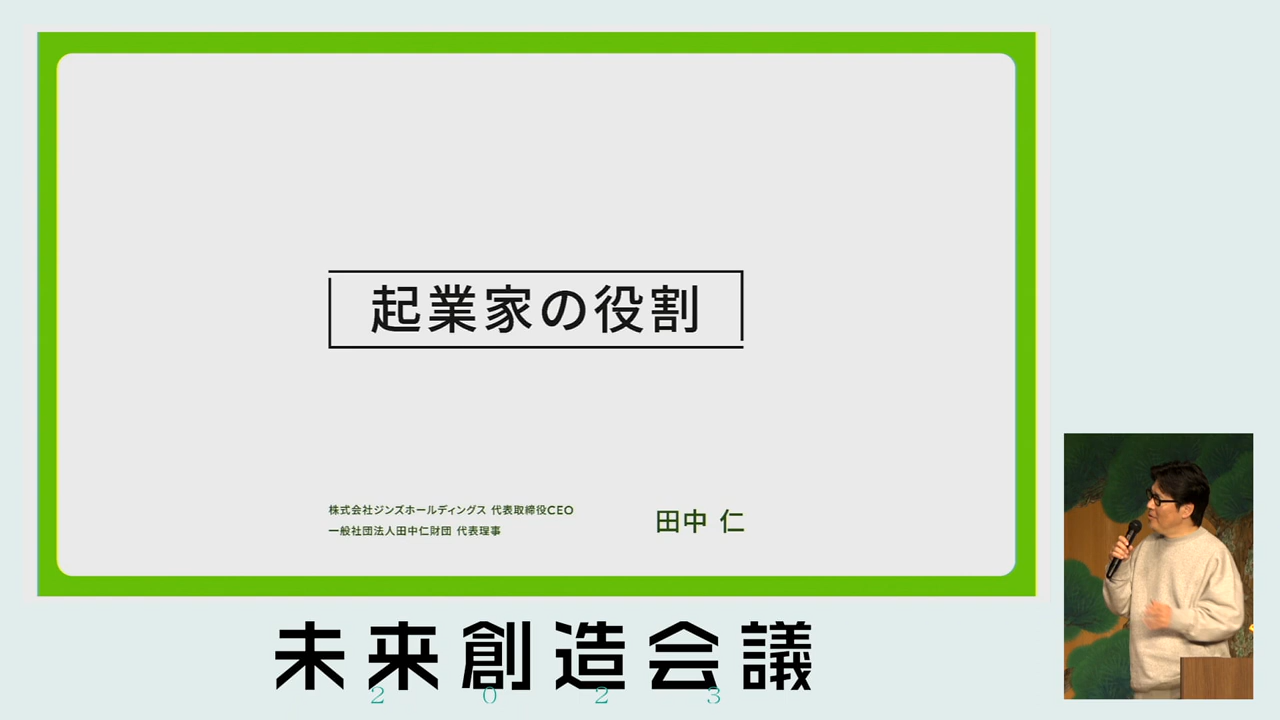 起業家の役割
株式会社ジンズホールディングス 代表取締役CEO
一般社団法人田中仁財団 代表理事
田中 仁
未来創造会議
2023